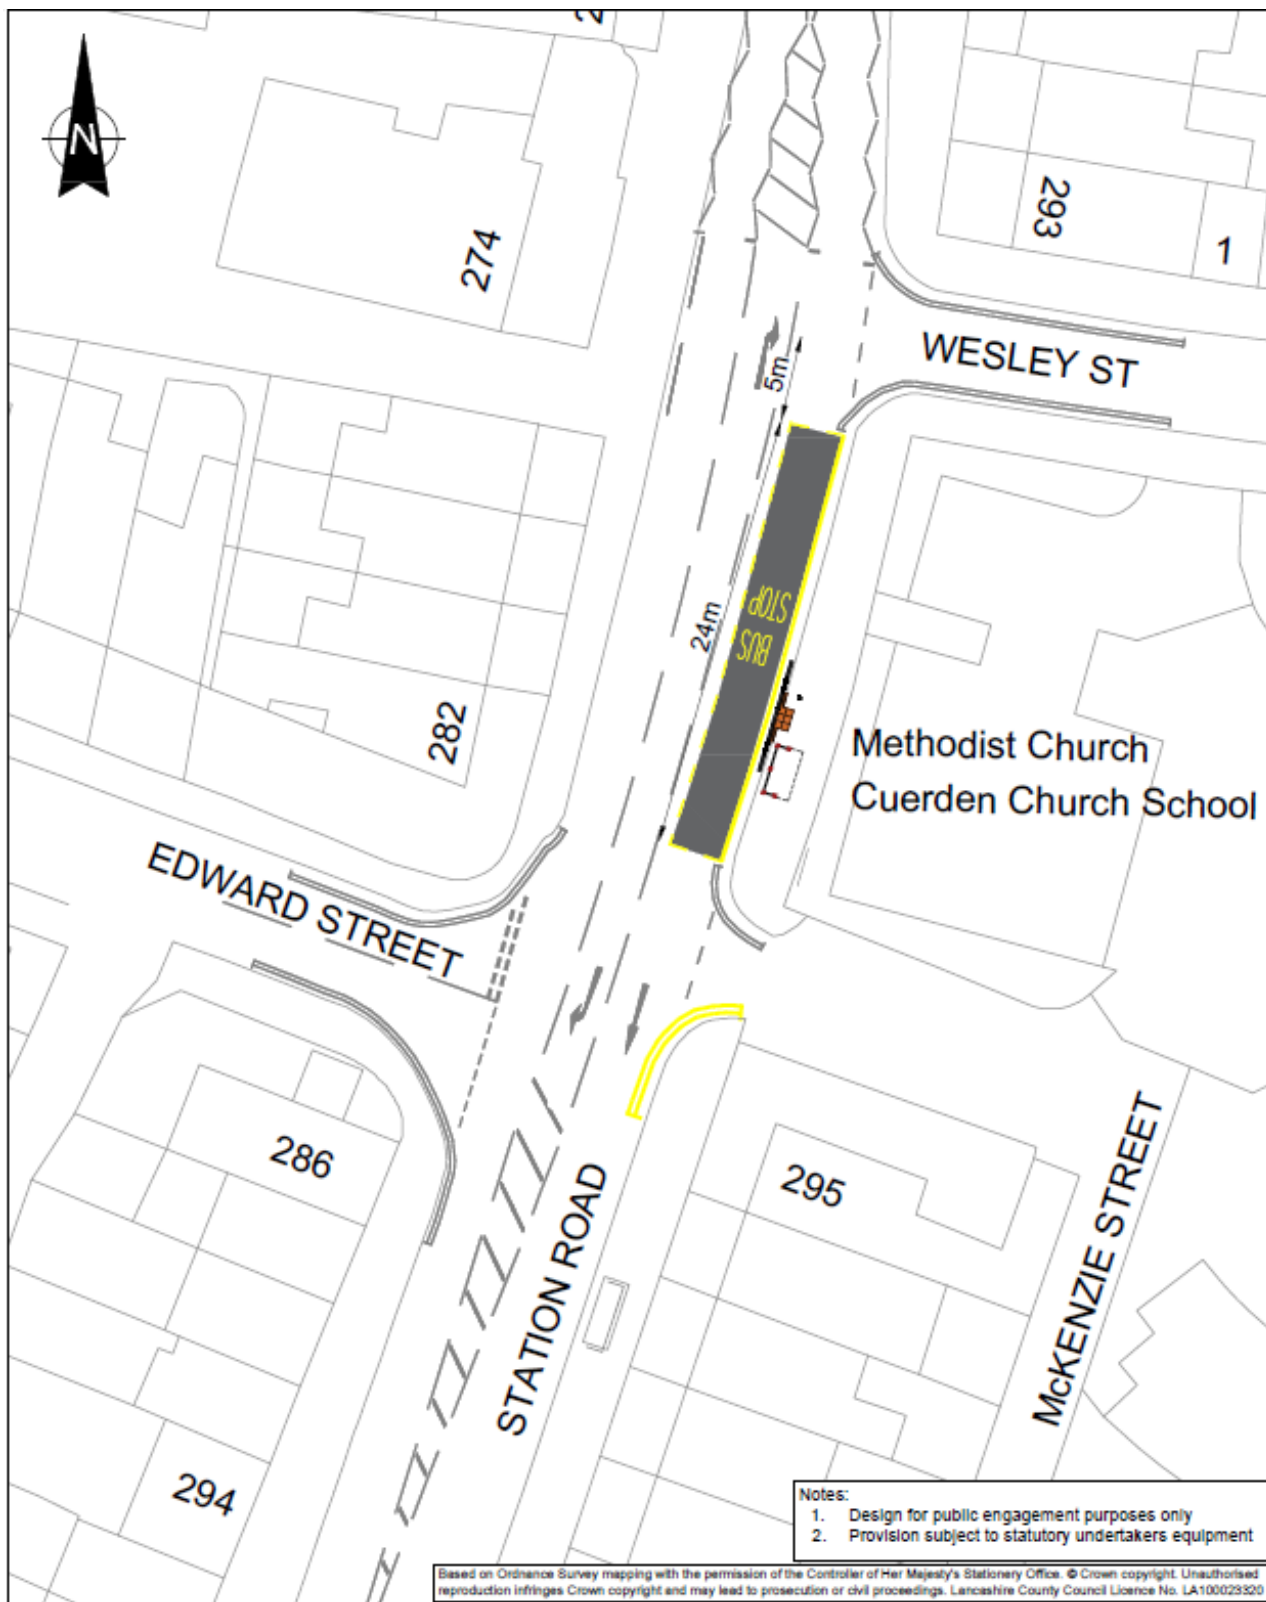 2
N
274
293
1
WESLEY ST
5m
24m
BUS
STOP
282
Methodist Church
Cuerden Church School
EDWARD STREET
286
295
STATION ROAD
McKENZIE STREET
294
Notes:
1. Design for public engagement purposes only
2. Provision subject to statutory undertakers equipment
Based on Ordnance Survey mapping with the permission of the Controller of Her Majesty's Stationery Office. © Crown copyright. Unauthorised
reproduction infringes Crown copyright and may lead to prosecution or civil proceedings. Lancashire County Council Licence No. LA100023320